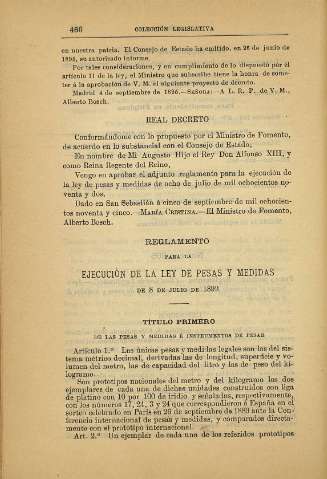 466 COLECCIÓN LEGISLATIVA
en nuestra patria. El Consejo de Estado ha emitido, en 26 de junio de
1895, su autorizado informe.
Por tales consideraciones, y en cumplimiento de lo dispuesto por el
artículo 11 de la ley, el Ministro que subscribe tiene la honra de some-
ter á la aprobación de V. M. el siguiente proyecto de decreto.
Madrid 4 de septiembre de 1895.—Señora: A L. R. P. de V. M.,
Alberto Bosch.
REAL DECRETO
Conformándome con lo propuesto por el Ministro de Fomento,
de acuerdo en lo substancial con el Consejo de Estado;
En nombre de Mi Augusto Hijo el Rey Don Alfonso XIII, y
como Reina Regente del Reino,
Vengo en aprobar el adjunto reglamento para la ejecución de
la ley de pesas y medidas de ocho de julio de mil ochocientos no-
venta y dos.
Dado en San Sebastián á cinco de septiembre de mil ochocien-
tos noventa y cinco.—María Cristina.—El Ministro de Fomento,
Alberto Bosch.
REGLAMENTO
PARA LA
EJECUCIÓN DE LA LEY DE PESAS Y MEDIDAS
DE 8 DE JULIO DE 1892
TÍTULO PRIMERO
DE LAS PESAS Y MEDIDAS É INSTRUMENTOS DE PESAR
Artículo 1.º Las únicas pesas y medidas legales son las del sis-
tema métrico decimal, derivadas las de longitud, superficie y vo-
lumen del metro, las de capacidad del litro y las de peso del ki-
logramo.
Son prototipos nacionales del metro y del kilogramo los dos
ejemplares de cada una de dichas unidades construídos con liga
de platino con 10 por 100 de iridio y señalados, respectivamente,
con los números 17, 24, 3 y 24 que correspondieron á España en el
sorteo celebrado en París en 26 de septiembre de 1889 ante la Con-
ferencia internacional de pesas y medidas, y comparados directa-
mente con el prototipo internacional.
Art. 2.º Un ejemplar de cada una de los referidos prototipos